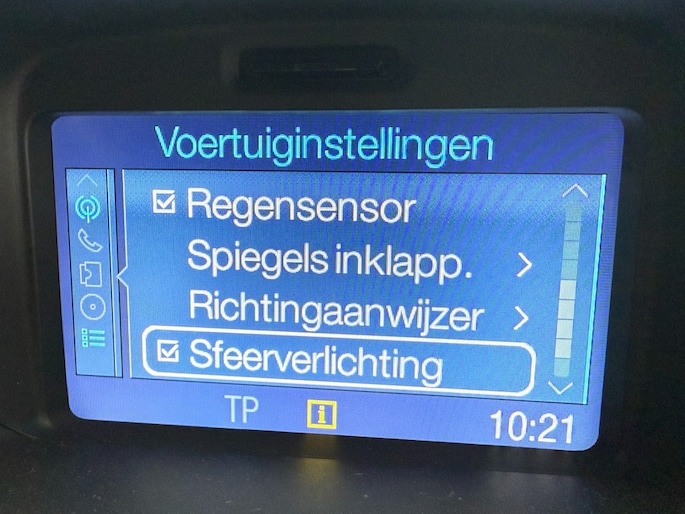 Voertuiginstellingen
Regensensor
Spiegels inklapp.
Richtingaanwijzer
Sfeerverlichting
TP i 10:21